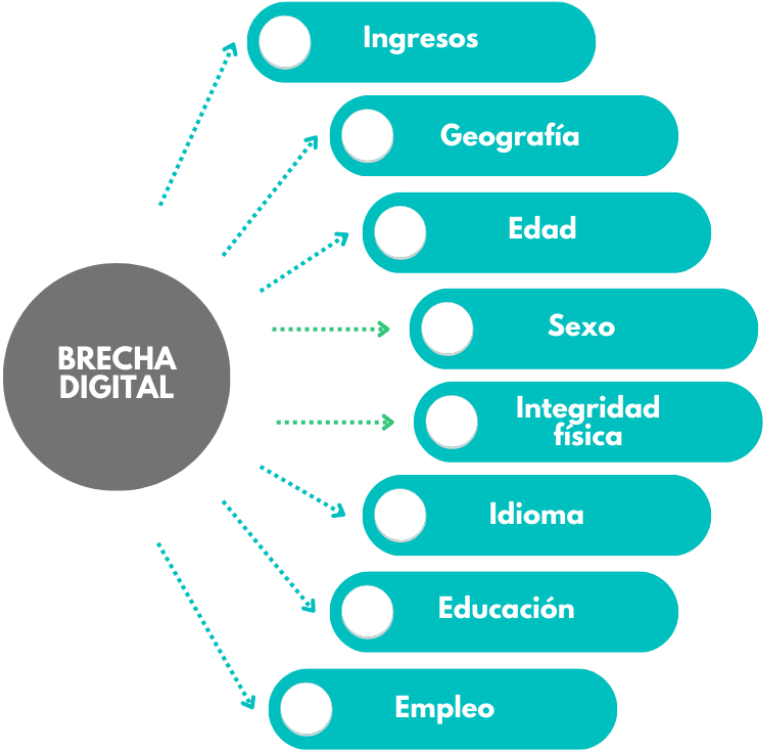 Ingresos
Geografía
Edad
Sexo
BRECHA
DIGITAL
Integridad
física
Idioma
Educación
Empleo